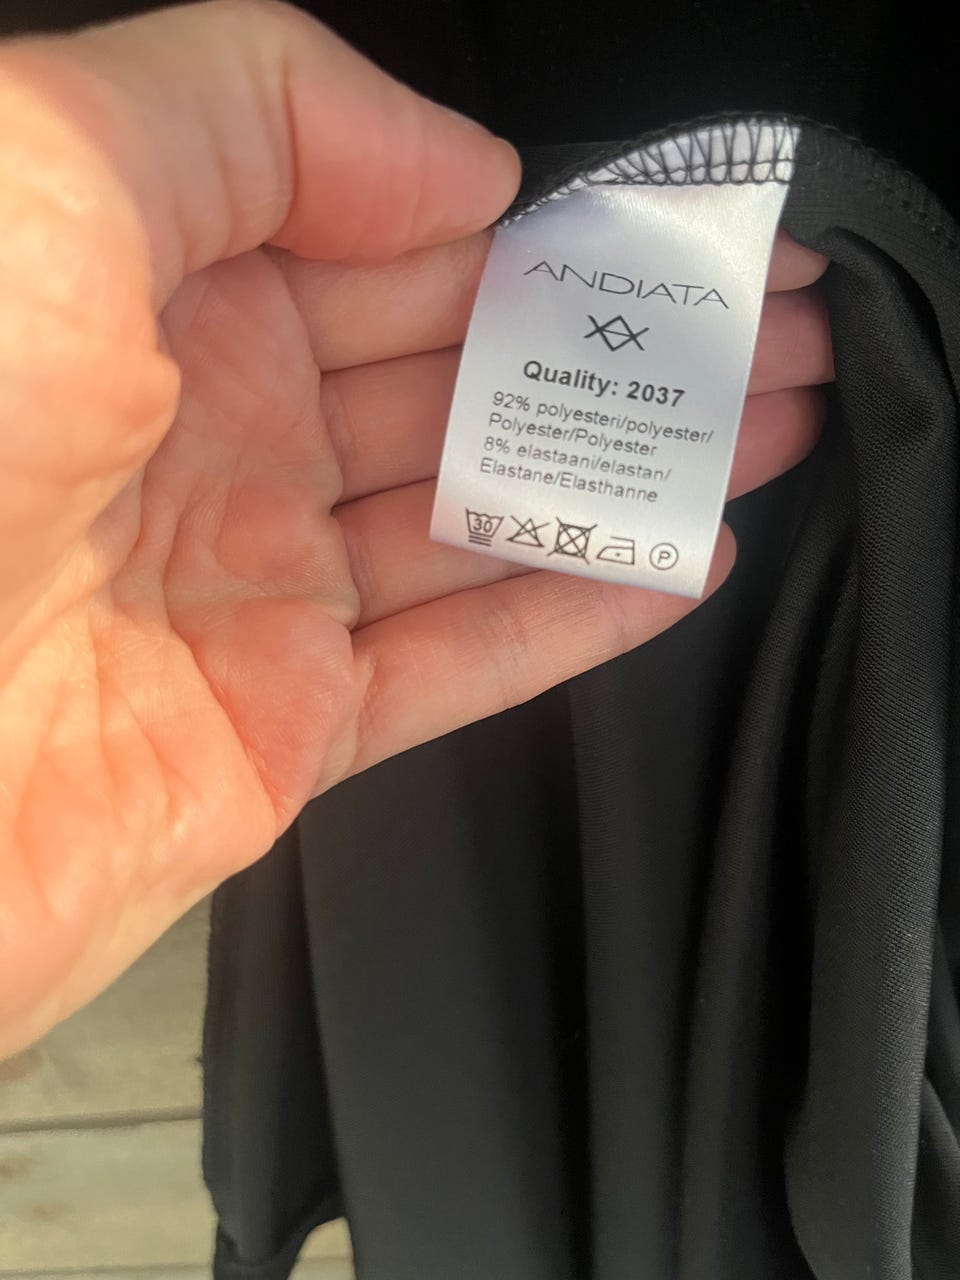 ANDIATA
Quality: 2037
92% polyesteri/polyester/
Polyester/Polyester
8% elastaani/elastan/
Elastane/Elasthanne
30
P